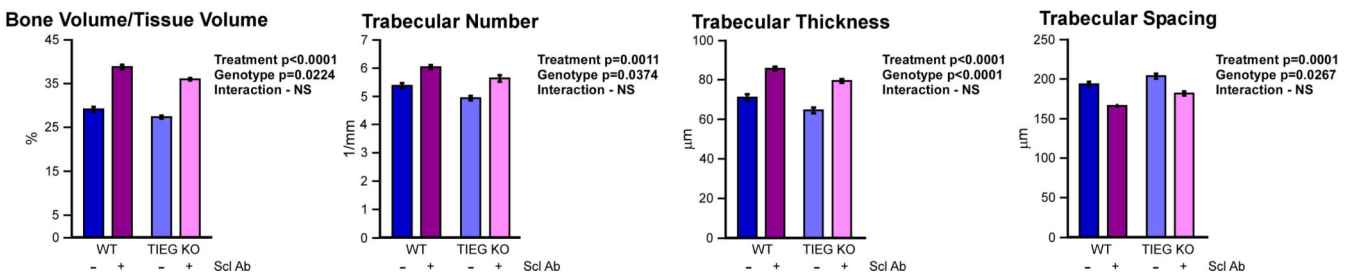 Bone Volume/Tissue Volume
45
35
25
15
5
0
%
Treatment p<0.0001
Genotype p=0.0224
Interaction - NS
WT TIEG KO
- + - + Scl Ab
Trabecular Number
7
6
5
4
3
2
1
0
1/mm
Treatment p=0.0011
Genotype p=0.0374
Interaction - NS
WT TIEG KO
- + - + Scl Ab
Trabecular Thickness
100
80
60
40
20
0
µm
Treatment p<0.0001
Genotype p<0.0001
Interaction - NS
WT TIEG KO
- + - + Scl Ab
Trabecular Spacing
250
200
150
100
50
0
µm
Treatment p=0.0001
Genotype p=0.0267
Interaction - NS
WT TIEG KO
- + - + Scl Ab